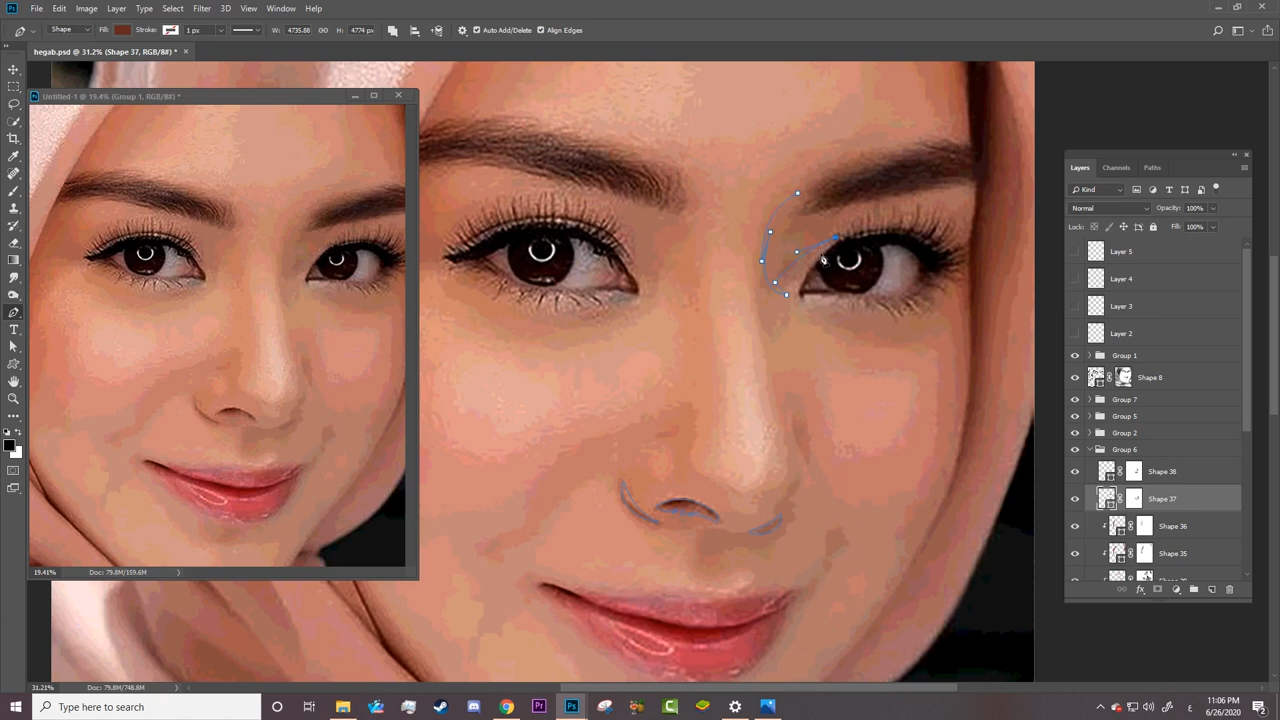 Ps File Edit Image Layer Type Select Filter 3D View Window Help
Shape Fill: Stroke: 1 px W: 4735.88 H: 4774 px Auto Add/Delete Align Edges
hegab.psd @ 31.2% (Shape 37, RGB/8#) * ×
Ps Untitled-1 @ 19.4% (Group 1, RGB/8#) *
Layers Channels Paths
Kind
Normal Opacity: 100%
Lock: Fill: 100%
Layer 5
Layer 4
Layer 3
Layer 2
Group 1
Shape 8
Group 7
Group 5
Group 2
Group 6
Shape 38
Shape 37
Shape 36
Shape 35
19.41% Doc: 79.8M/159.6M
fx
31.21% Doc: 79.8M/748.8M
Type here to search
Pr Ps
11:06 PM
6/26/2020